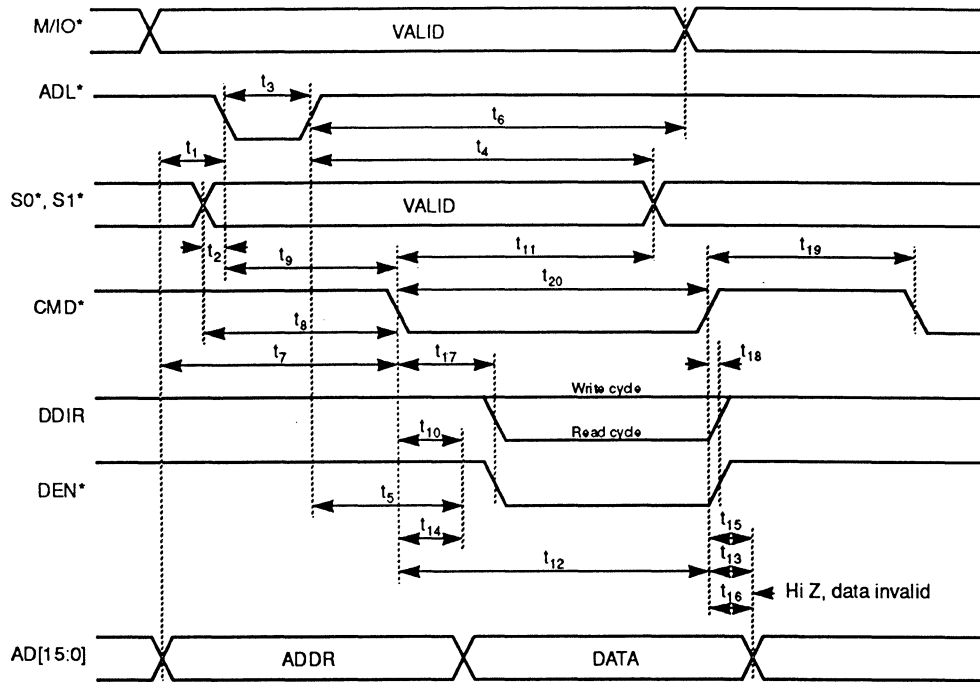 M/IO*
VALID
ADL*
t3
t6
t1
t4
S0*, S1*
VALID
t2
t9
t11
t19
t20
CMD*
t8
t7
t17
t18
DDIR
Write cycle
Read cycle
t10
DEN*
t5
t14
t15
t12
t13
t16
Hi Z, data invalid
AD[15:0]
ADDR
DATA